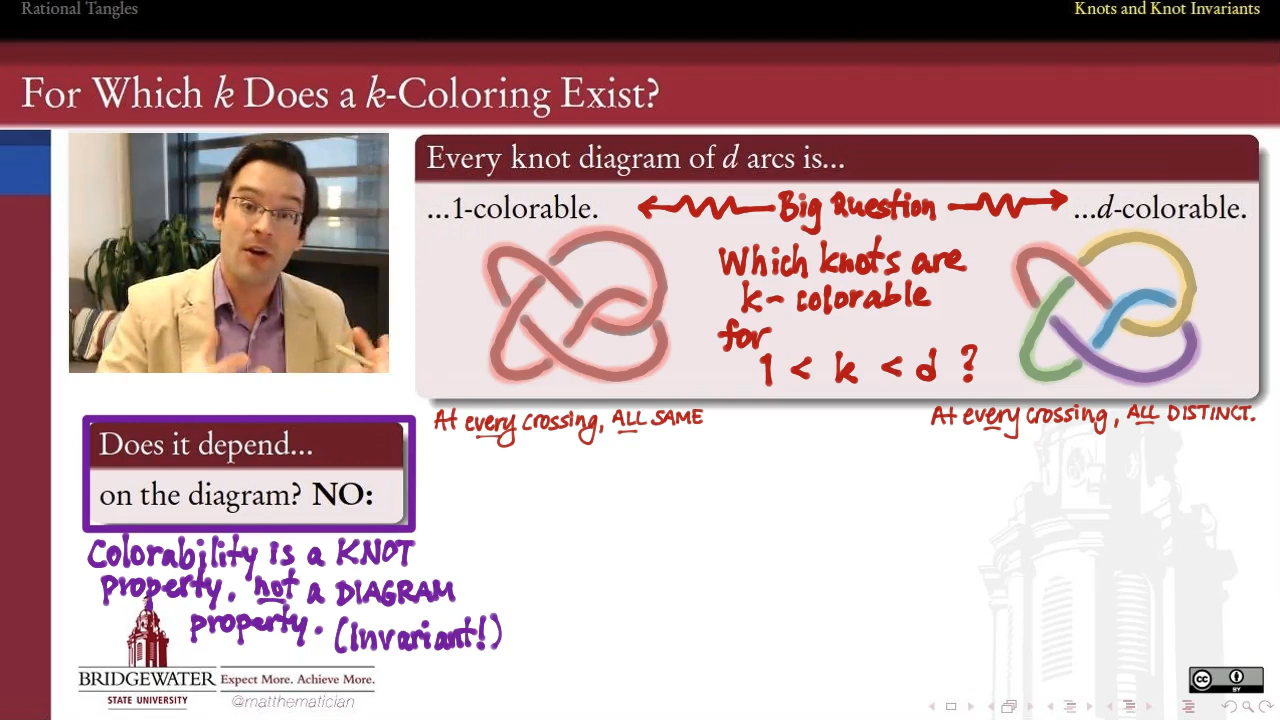 Rational Tangles
Knots and Knot Invariants
For Which k Does a k-Coloring Exist?
Every knot diagram of d arcs is...
...1-colorable.
Big Question
...d-colorable.
Which knots are
k-colorable
for
1 < k < d ?
At every crossing, ALL SAME
At every crossing, ALL DISTINCT.
Does it depend...
on the diagram? NO:
Colorability is a KNOT
property, not a DIAGRAM
property. (Invariant!)
BRIDGEWATER
STATE UNIVERSITY
Expect More. Achieve More.
@matthematician
cc
BY